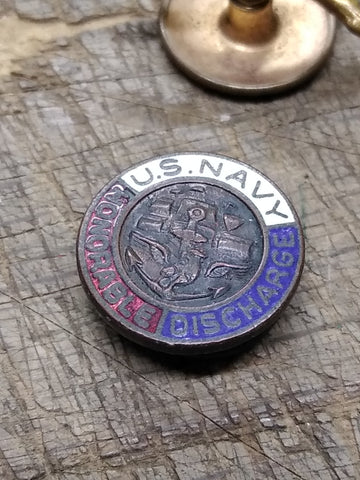 U.S. NAVY
HONORABLE
DISCHARGE